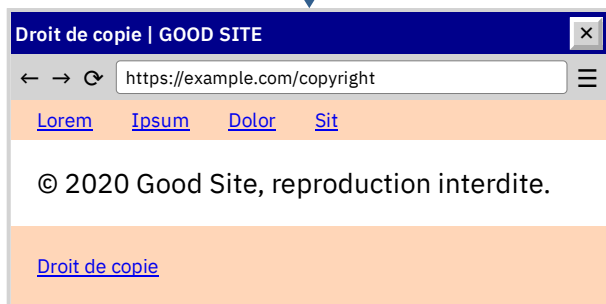 Droit de copie | GOOD SITE
https://example.com/copyright
Lorem Ipsum Dolor Sit
© 2020 Good Site, reproduction interdite.
Droit de copie